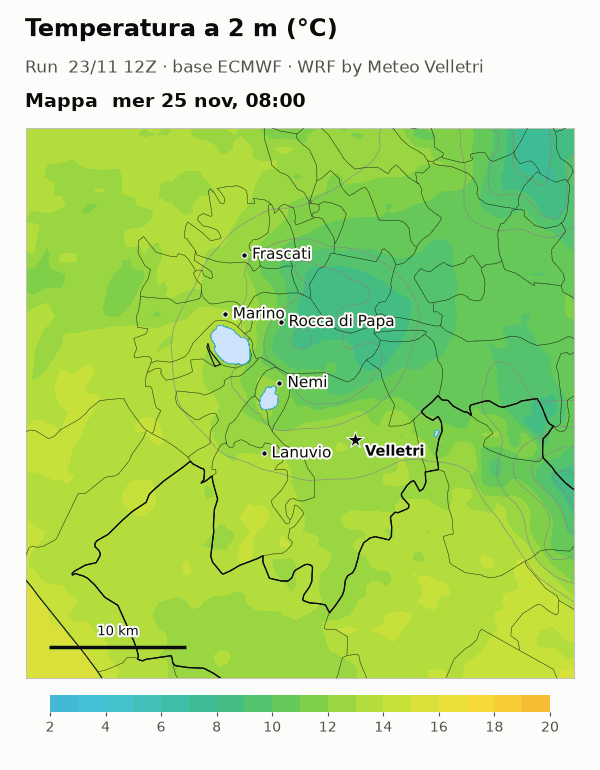 Temperatura a 2 m (°C)
Run  23/11 12Z · base ECMWF · WRF by Meteo Velletri
Mappa  mer 25 nov, 08:00
Frascati
Marino
Rocca di Papa
Nemi
Velletri
Lanuvio
10 km
2 4 6 8 10 12 14 16 18 20